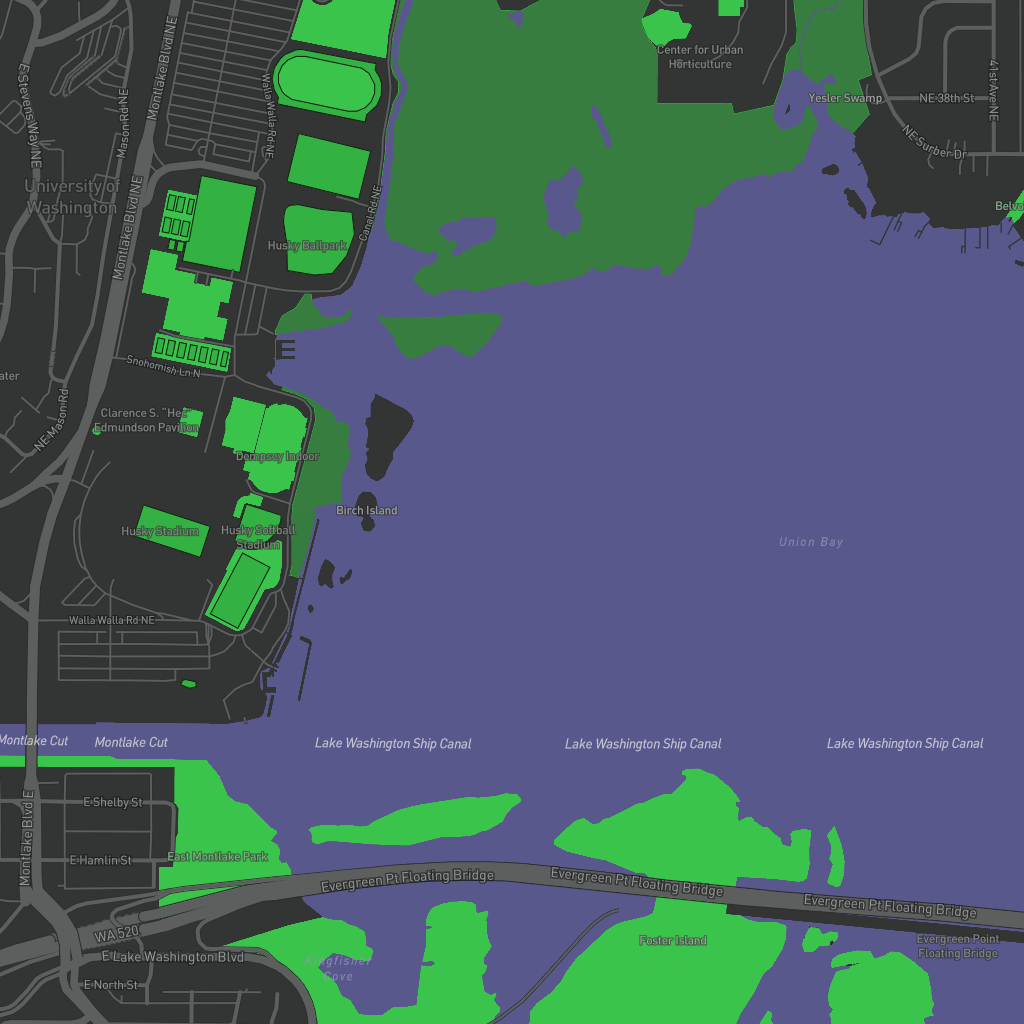 Center for Urban
Horticulture
41st Ave NE
E Stevens Way NE
Montlake Blvd NE
Mason Rd NE
Walla Walla Rd NE
Yesler Swamp
NE 38th St
NE Surber Dr
University of
Washington
Canal Rd NE
Belvo
Montlake Blvd NE
Husky Ballpark
Snohomish Ln N
ater
NE Mason Rd
Clarence S. "Hec"
Edmundson Pavilion
Dempsey Indoor
Birch Island
Husky Stadium
Husky Softball
Stadium
Union Bay
Walla Walla Rd NE
Montlake Cut
Montlake Cut
Lake Washington Ship Canal
Lake Washington Ship Canal
Lake Washington Ship Canal
E Shelby St
Montlake Blvd E
E Hamlin St
East Montlake Park
Evergreen Pt Floating Bridge
Evergreen Pt Floating Bridge
Evergreen Pt Floating Bridge
WA 520
Foster Island
Evergreen Point
Floating Bridge
E Lake Washington Blvd
Kingfisher
Cove
E North St